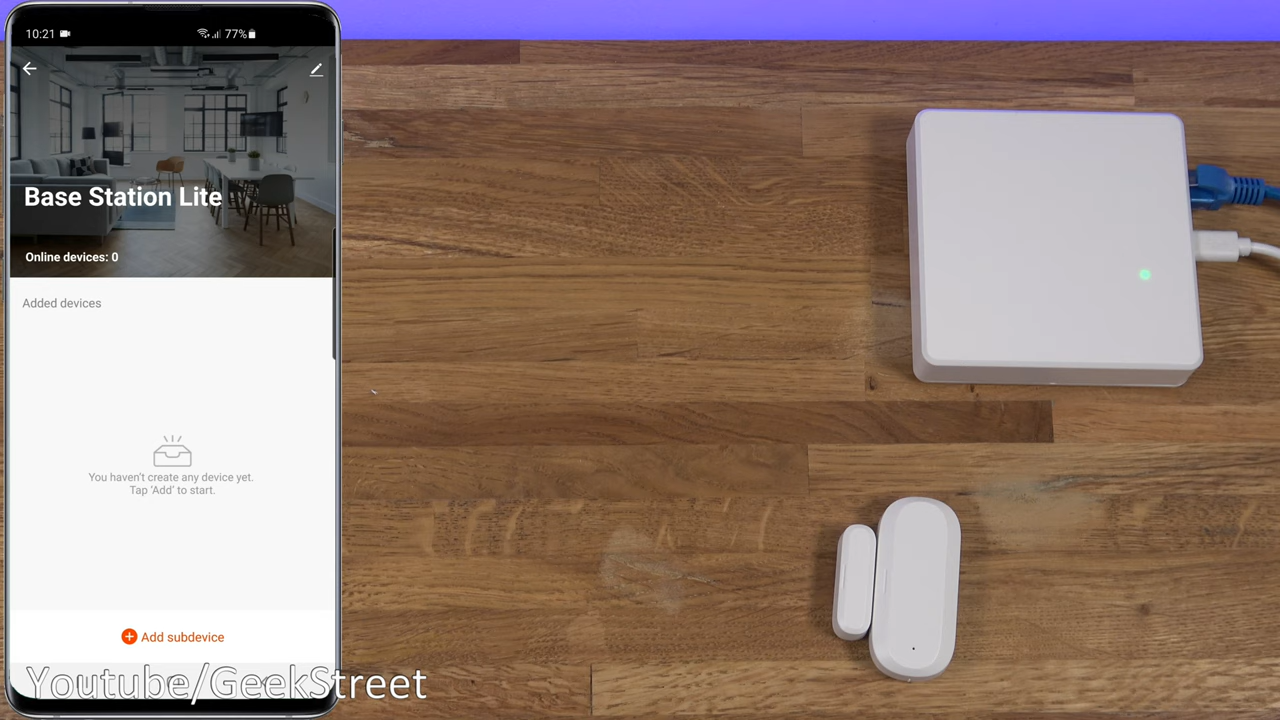 10:21
77%
Base Station Lite
Online devices: 0
Added devices
You haven't create any device yet.
Tap 'Add' to start.
Add subdevice
Youtube/GeekStreet